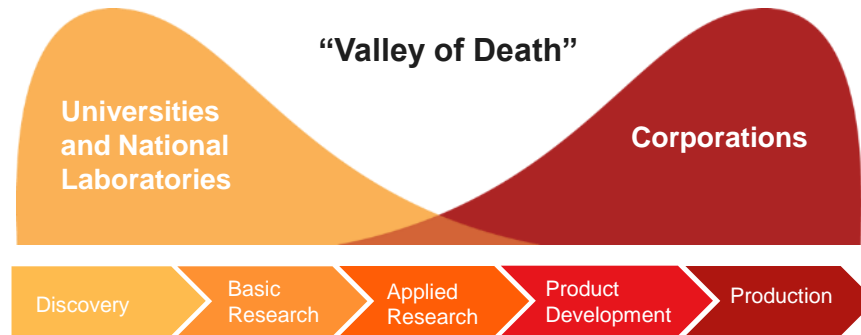 “Valley of Death”
Universities
and National
Laboratories
Corporations
Discovery
Basic
Research
Applied
Research
Product
Development
Production